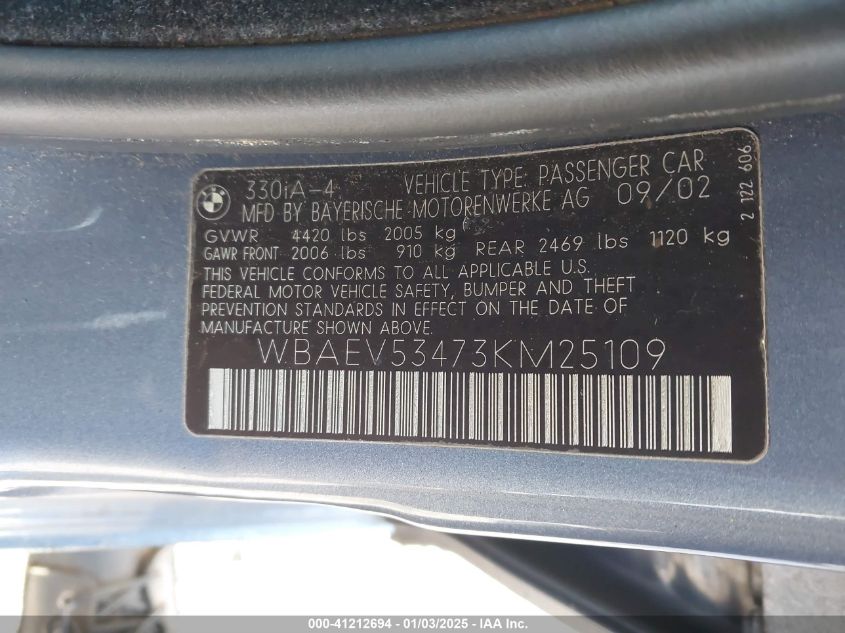 BMW
330iA-4 VEHICLE TYPE: PASSENGER CAR
MFD BY BAYERISCHE MOTORENWERKE AG 09/02
GVWR 4420 lbs 2005 kg
GAWR FRONT 2006 lbs 910 kg REAR 2469 lbs 1120 kg
THIS VEHICLE CONFORMS TO ALL APPLICABLE U.S.
FEDERAL MOTOR VEHICLE SAFETY, BUMPER AND THEFT
PREVENTION STANDARDS IN EFFECT ON THE DATE OF
MANUFACTURE SHOWN ABOVE.
WBAEV53473KM25109
2 122 606
000-41212694 - 01/03/2025 - IAA Inc.